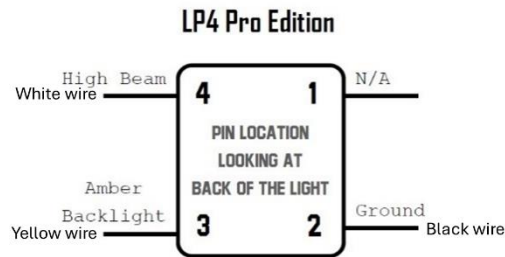 LP4 Pro Edition
High Beam
White wire
4
1
N/A
PIN LOCATION
LOOKING AT
BACK OF THE LIGHT
Amber
Backlight
Yellow wire
3
2
Ground
Black wire